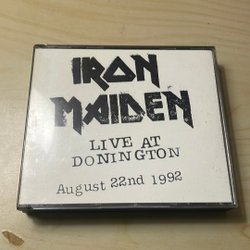 IRON
MAIDEN
LIVE AT
DONINGTON
August 22nd 1992